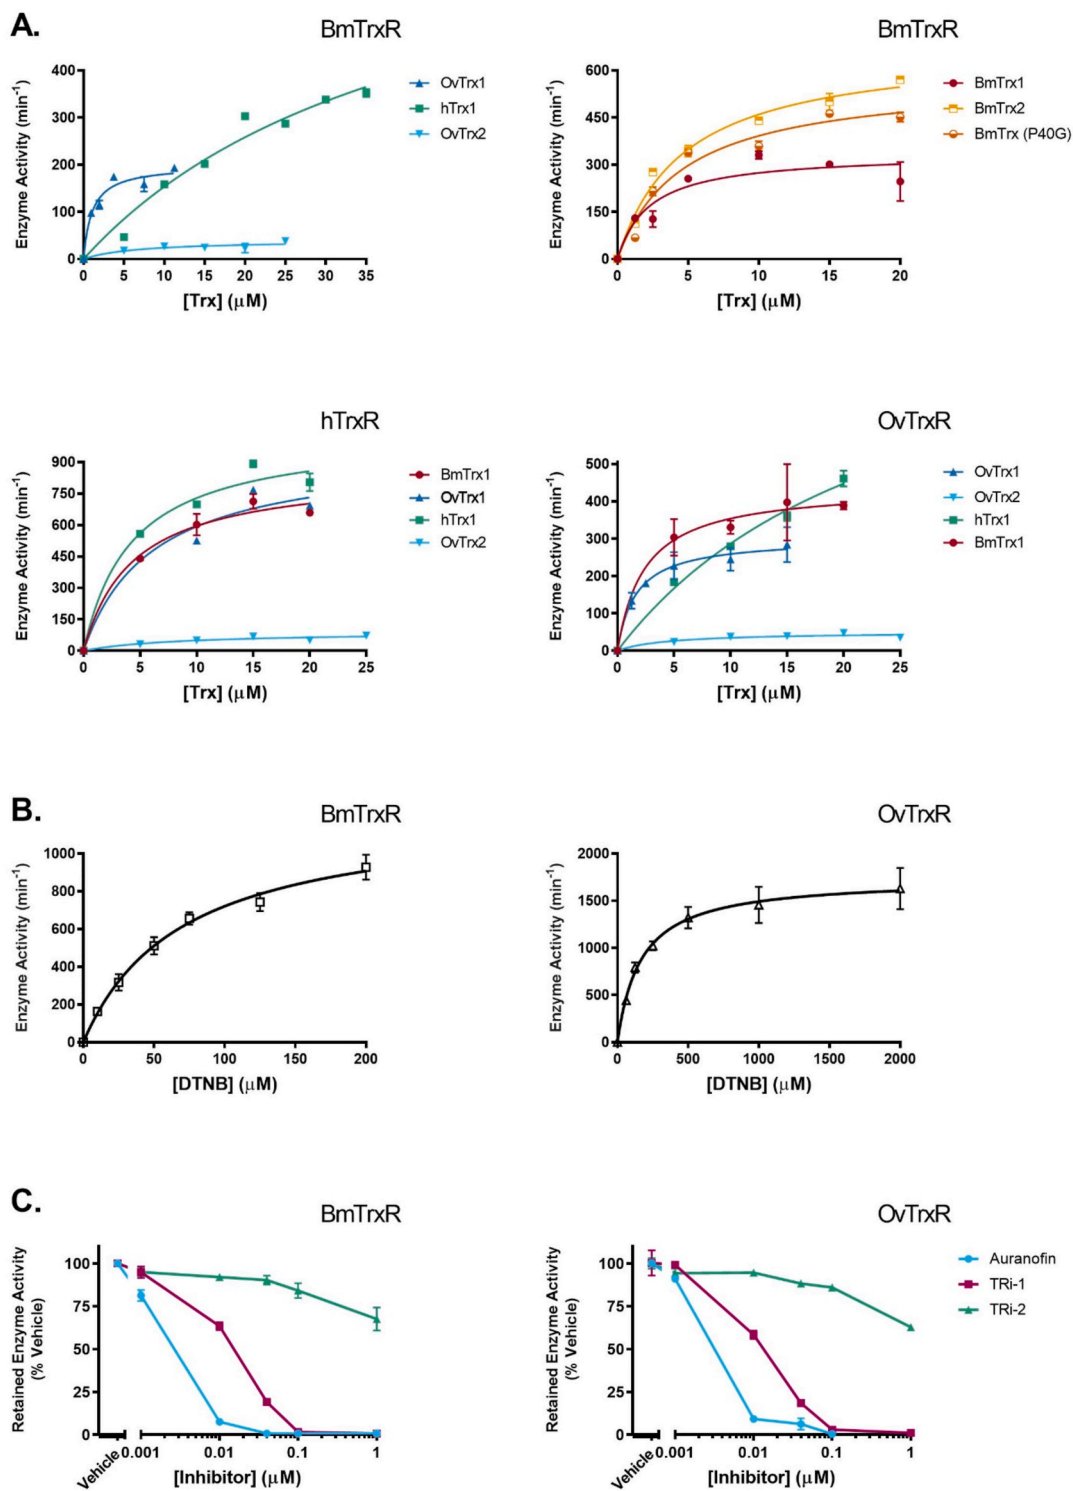 A.
BmTrxR
Enzyme Activity (min⁻¹)
400
300
200
100
0
0 5 10 15 20 25 30 35
[Trx] (μM)
OvTrx1
hTrx1
OvTrx2
BmTrxR
Enzyme Activity (min⁻¹)
600
450
300
150
0
0 5 10 15 20
[Trx] (μM)
BmTrx1
BmTrx2
BmTrx (P40G)
hTrxR
Enzyme Activity (min⁻¹)
900
750
600
450
300
150
0
0 5 10 15 20 25
[Trx] (μM)
BmTrx1
OvTrx1
hTrx1
OvTrx2
OvTrxR
Enzyme Activity (min⁻¹)
500
400
300
200
100
0
0 5 10 15 20 25
[Trx] (μM)
OvTrx1
OvTrx2
hTrx1
BmTrx1
B.
BmTrxR
Enzyme Activity (min⁻¹)
1000
800
600
400
200
0
0 50 100 150 200
[DTNB] (μM)
OvTrxR
Enzyme Activity (min⁻¹)
2000
1500
1000
500
0
0 500 1000 1500 2000
[DTNB] (μM)
C.
BmTrxR
Retained Enzyme Activity
(% Vehicle)
100
75
50
25
0
Vehicle 0.001 0.01 0.1 1
[Inhibitor] (μM)
OvTrxR
Retained Enzyme Activity
(% Vehicle)
100
75
50
25
0
Vehicle 0.001 0.01 0.1 1
[Inhibitor] (μM)
Auranofin
TRi-1
TRi-2